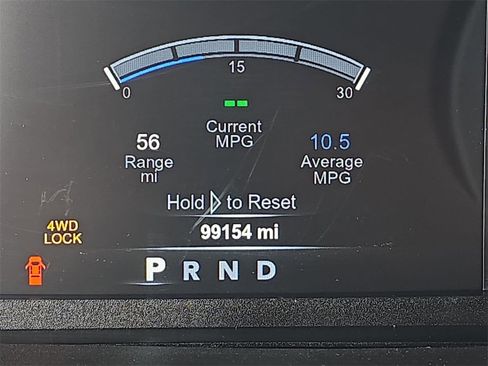 0 15 30
--
Current
MPG
56
Range
mi
10.5
Average
MPG
Hold ▷ to Reset
99154 mi
4WD
LOCK
P R N D